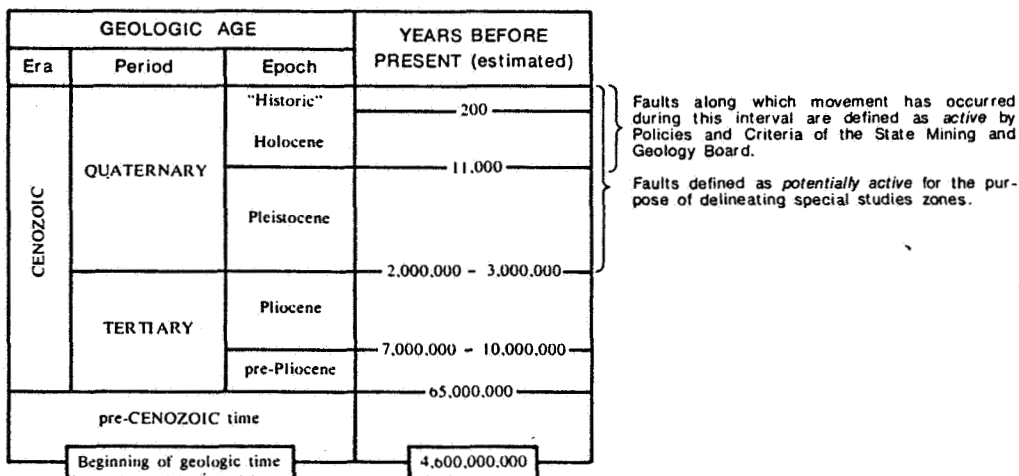 GEOLOGIC AGE
YEARS BEFORE
PRESENT (estimated)
Era
Period
Epoch
CENOZOIC
QUATERNARY
"Historic"
200
Holocene
11,000
Pleistocene
2,000,000 - 3,000,000
TERTIARY
Pliocene
7,000,000 - 10,000,000
pre-Pliocene
65,000,000
pre-CENOZOIC time
Beginning of geologic time
4,600,000,000
Faults along which movement has occurred
during this interval are defined as active by
Policies and Criteria of the State Mining and
Geology Board.
Faults defined as potentially active for the pur-
pose of delineating special studies zones.